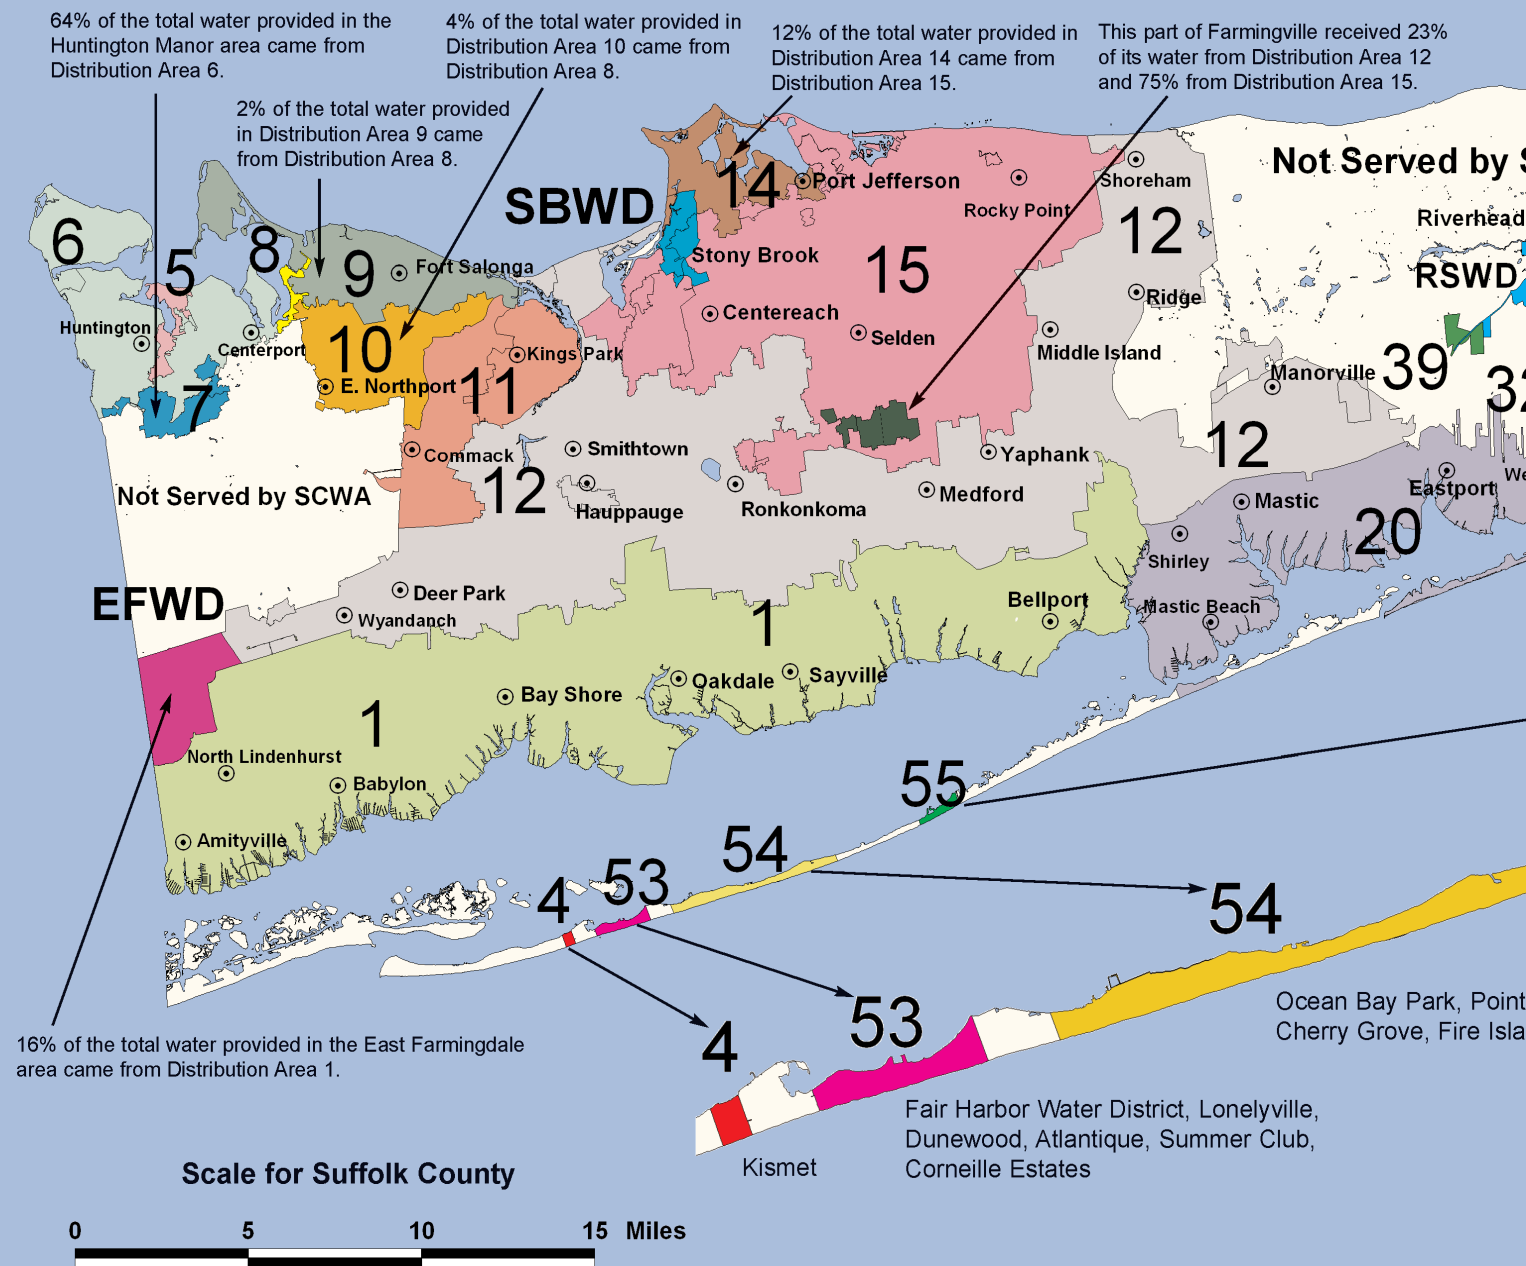 64% of the total water provided in the
Huntington Manor area came from
Distribution Area 6.
4% of the total water provided in
Distribution Area 10 came from
Distribution Area 8.
12% of the total water provided in
Distribution Area 14 came from
Distribution Area 15.
This part of Farmingville received 23%
of its water from Distribution Area 12
and 75% from Distribution Area 15.
2% of the total water provided
in Distribution Area 9 came
from Distribution Area 8.
Not Served by S
SBWD
14
Port Jefferson
Shoreham
Rocky Point
12
Riverhead
6
5
8
9
Fort Salonga
Stony Brook
15
RSWD
Ridge
Huntington
Centerport
10
Centereach
Selden
Middle Island
Kings Park
E. Northport
11
7
Manorville
39
32
Commack
Smithtown
12
Yaphank
12
Not Served by SCWA
Hauppauge
Ronkonkoma
Medford
Mastic
Eastport
We
20
Shirley
EFWD
Deer Park
Wyandanch
1
Bellport
Mastic Beach
Oakdale
Sayville
Bay Shore
1
North Lindenhurst
Babylon
Amityville
55
54
53
4
54
16% of the total water provided in the East Farmingdale
area came from Distribution Area 1.
53
4
Ocean Bay Park, Point
Cherry Grove, Fire Isla
Fair Harbor Water District, Lonelyville,
Dunewood, Atlantique, Summer Club,
Corneille Estates
Kismet
Scale for Suffolk County
0 5 10 15 Miles